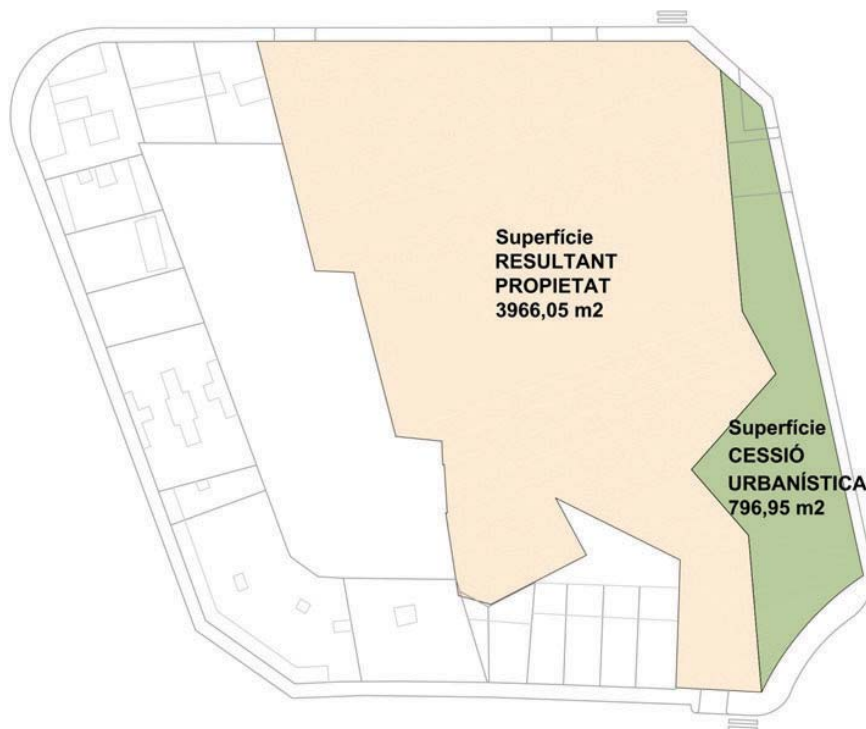 Superfície
RESULTANT
PROPIETAT
3966,05 m2
Superfície
CESSIÓ
URBANÍSTICA
796,95 m2